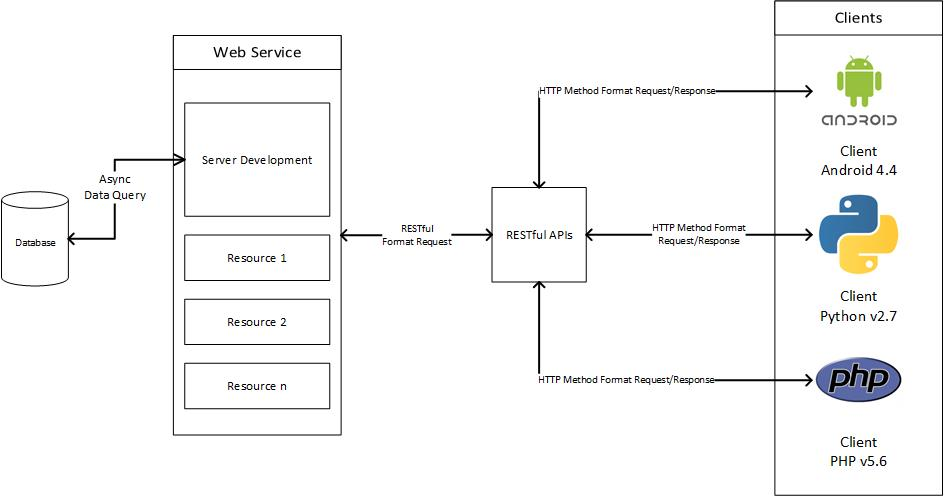 Clients
Web Service
HTTP Method Format Request/Response
ANDROID
Server Development
Client
Android 4.4
Async
Data Query
Database
RESTful
Format Request
RESTful APIs
HTTP Method Format
Request/Response
Resource 1
Client
Python v2.7
Resource 2
Resource n
HTTP Method Format Request/Response
php
Client
PHP v5.6